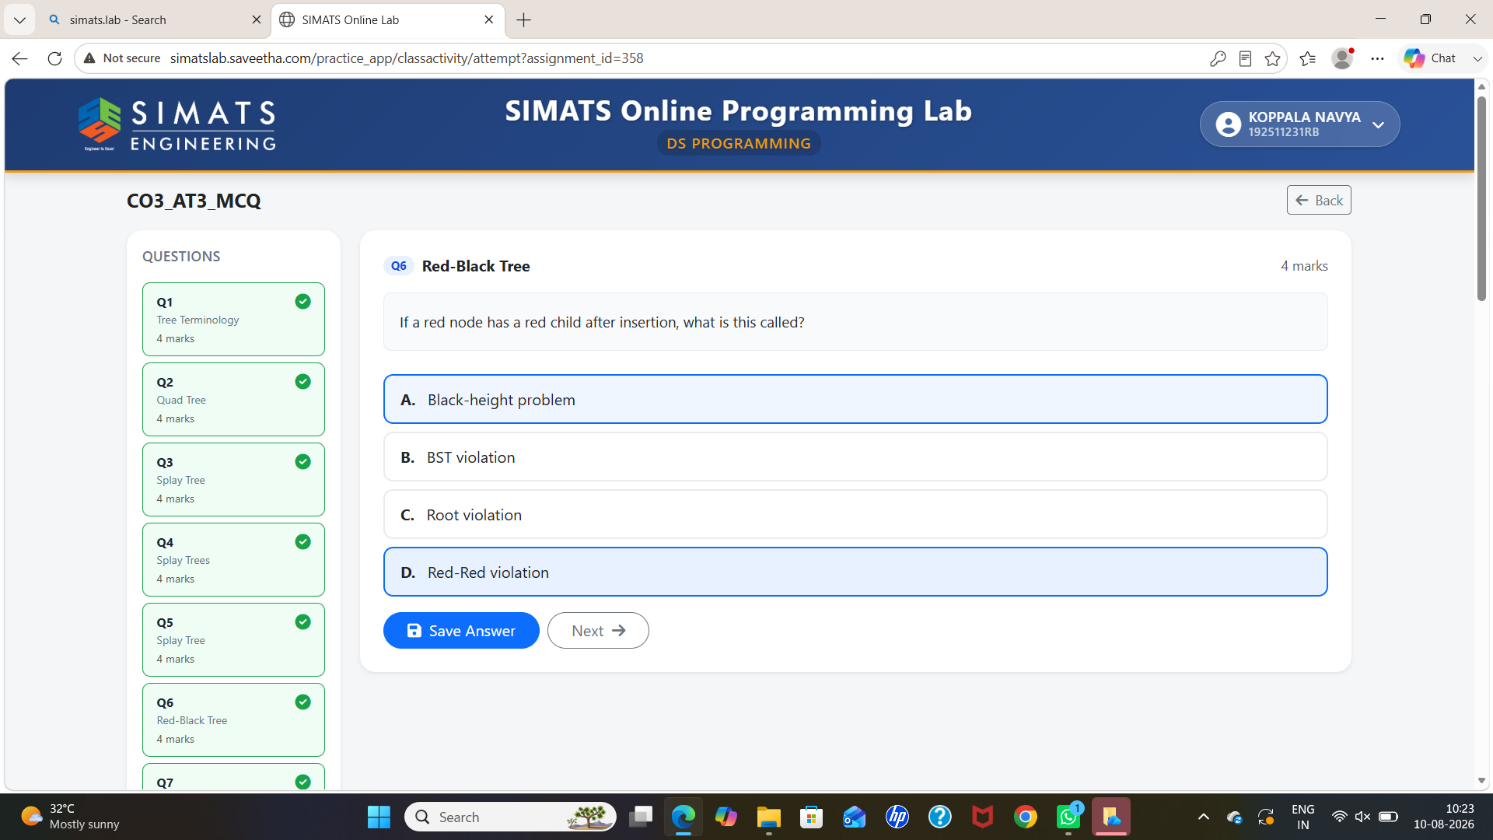 simats.lab - Search
SIMATS Online Lab
Not secure
simatslab.saveetha.com/practice_app/classactivity/attempt?assignment_id=358
Chat
SIMATS
ENGINEERING
Engineer to Excel
SIMATS Online Programming Lab
DS PROGRAMMING
KOPPALA NAVYA
192511231RB
CO3_AT3_MCQ
Back
QUESTIONS
Q1
Tree Terminology
4 marks
Q2
Quad Tree
4 marks
Q3
Splay Tree
4 marks
Q4
Splay Trees
4 marks
Q5
Splay Tree
4 marks
Q6
Red-Black Tree
4 marks
Q7
Q6 Red-Black Tree
4 marks
If a red node has a red child after insertion, what is this called?
A. Black-height problem
B. BST violation
C. Root violation
D. Red-Red violation
Save Answer
Next
32°C
Mostly sunny
Search
hp
1
ENG
IN
10:23
10-08-2026